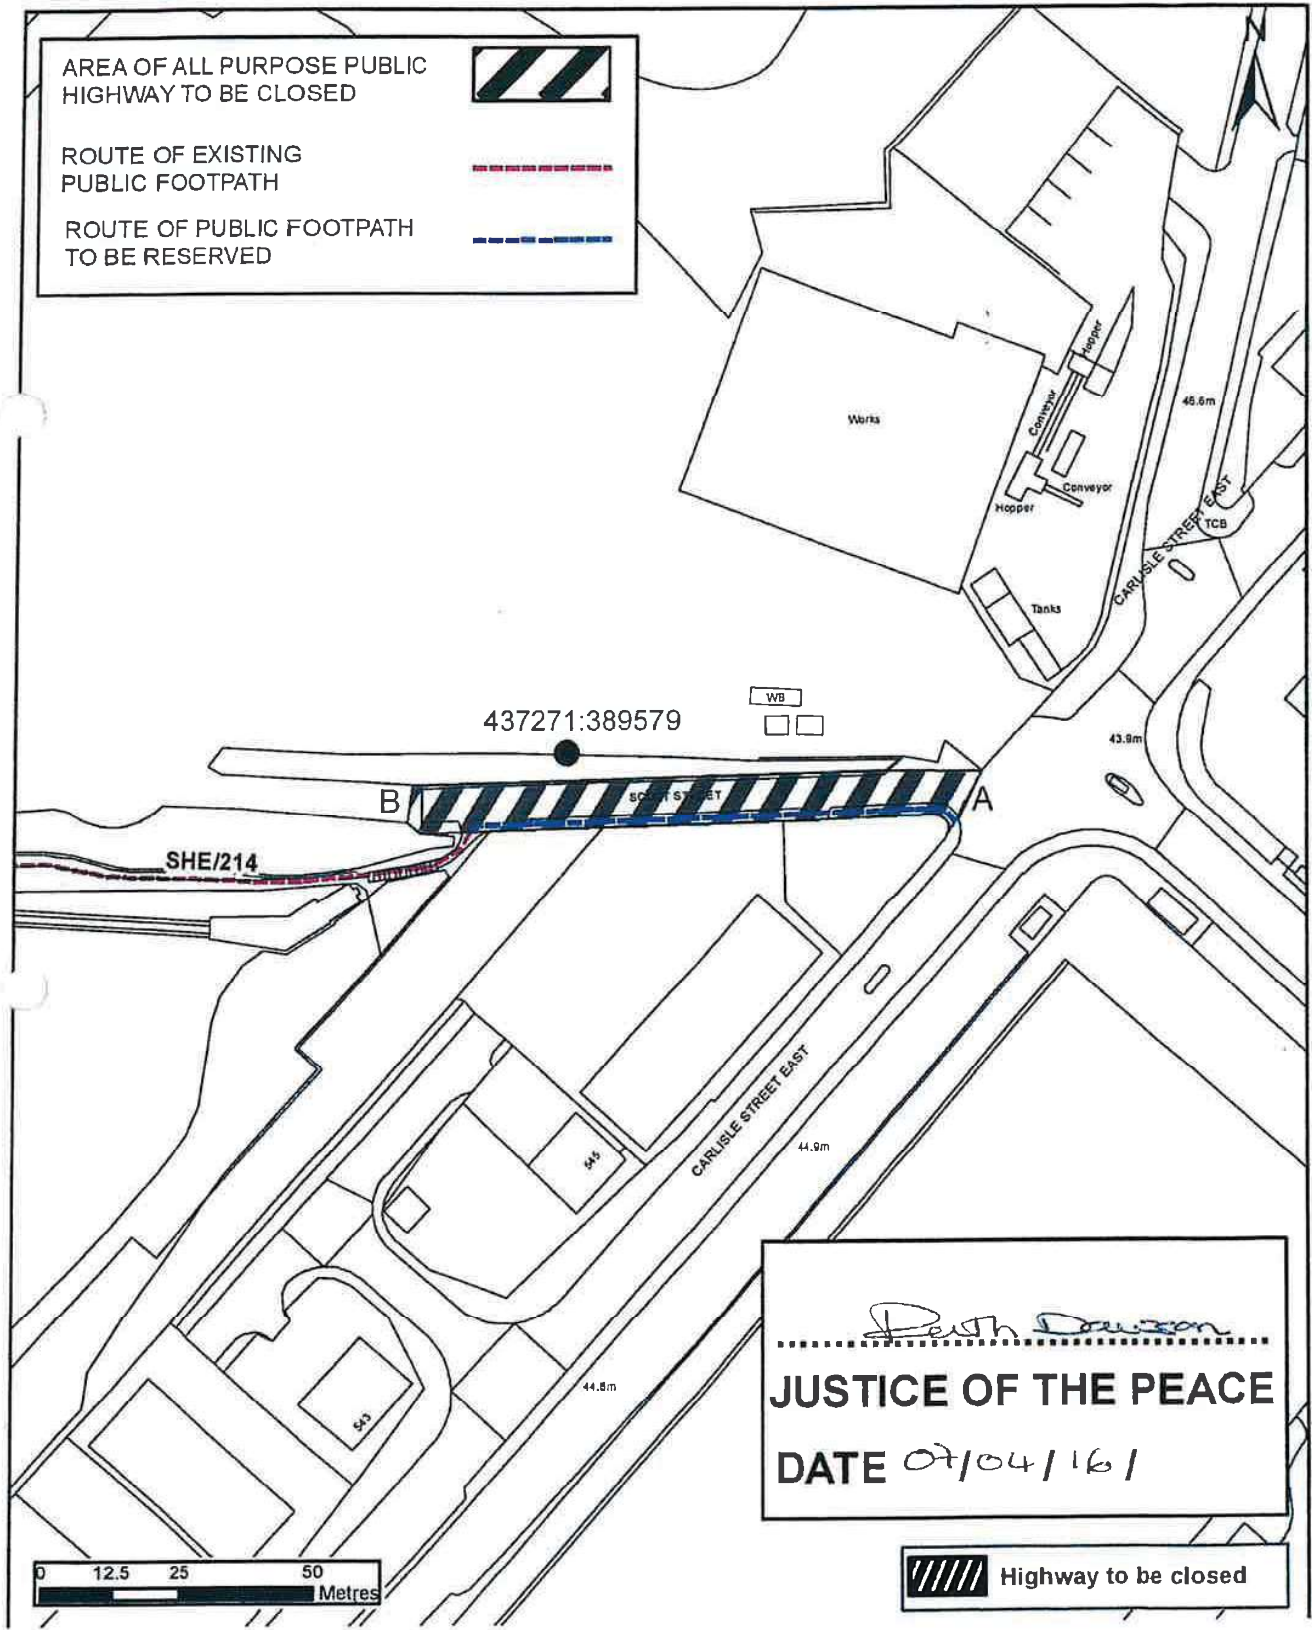 AREA OF ALL PURPOSE PUBLIC
HIGHWAY TO BE CLOSED
ROUTE OF EXISTING
PUBLIC FOOTPATH
ROUTE OF PUBLIC FOOTPATH
TO BE RESERVED
N
Hopper
Conveyor
46.6m
Works
Conveyor
Hopper
CARLISLE STREET EAST
TCB
Tanks
WB
437271:389579
43.9m
B
STREET
A
SHE/214
CARLISLE STREET EAST
44.9m
545
44.8m
543
JUSTICE OF THE PEACE
DATE 07/04/16/
0 12.5 25 50
Metres
Highway to be closed